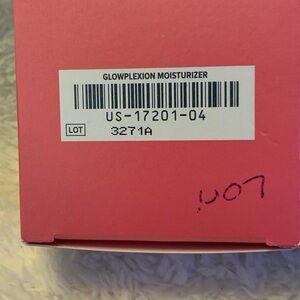 GLOWPLEXION MOISTURIZER
US-17201-04
LOT 3271A